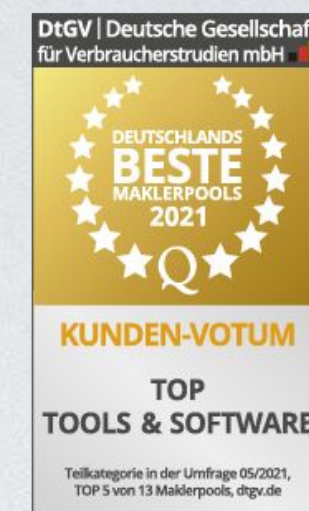 DtGV | Deutsche Gesellschaf
für Verbraucherstudien mbH
DEUTSCHLANDS
BESTE
MAKLERPOOLS
2021
Q
KUNDEN-VOTUM
TOP
TOOLS & SOFTWARE
Teilkategorie in der Umfrage 05/2021,
TOP 5 von 13 Maklerpools, dtgv.de